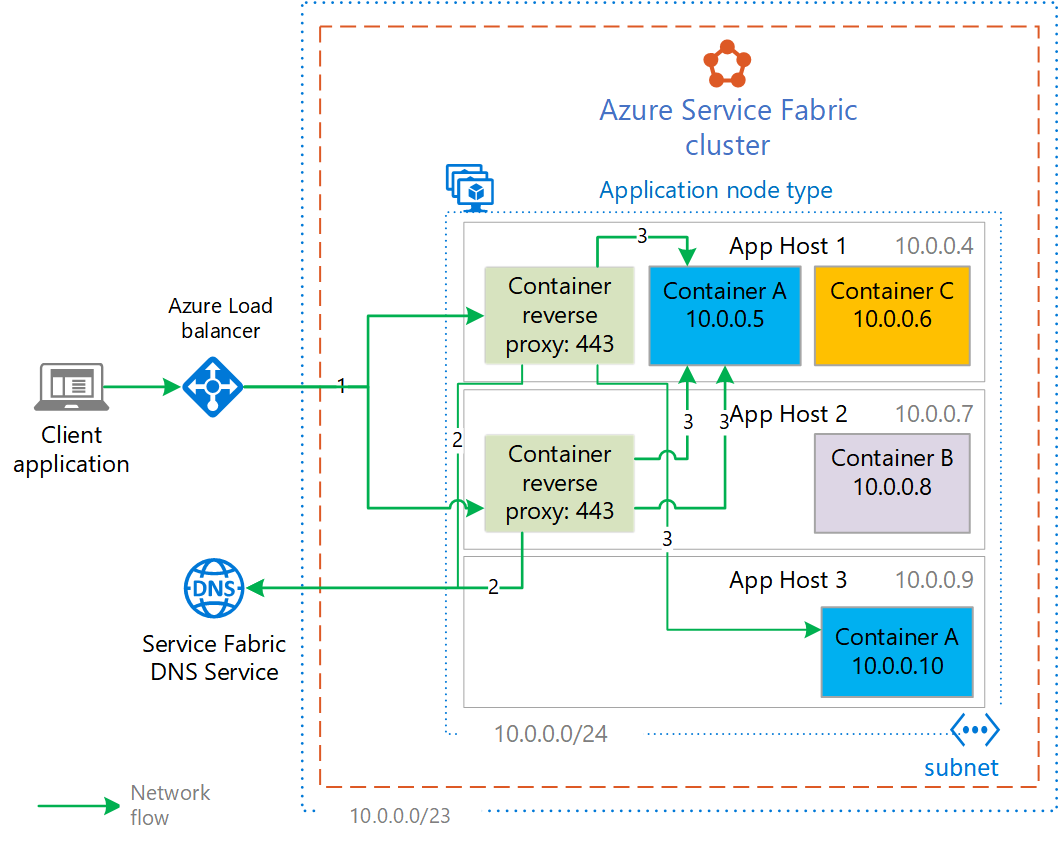 Azure Service Fabric
cluster
Application node type
App Host 1
10.0.0.4
3
Container
reverse
proxy: 443
Container A
10.0.0.5
Container C
10.0.0.6
Azure Load
balancer
1
Client
application
App Host 2
10.0.0.7
3
3
2
Container
reverse
proxy: 443
Container B
10.0.0.8
3
App Host 3
10.0.0.9
2
DNS
Service Fabric
DNS Service
Container A
10.0.0.10
10.0.0.0/24
subnet
Network
flow
10.0.0.0/23